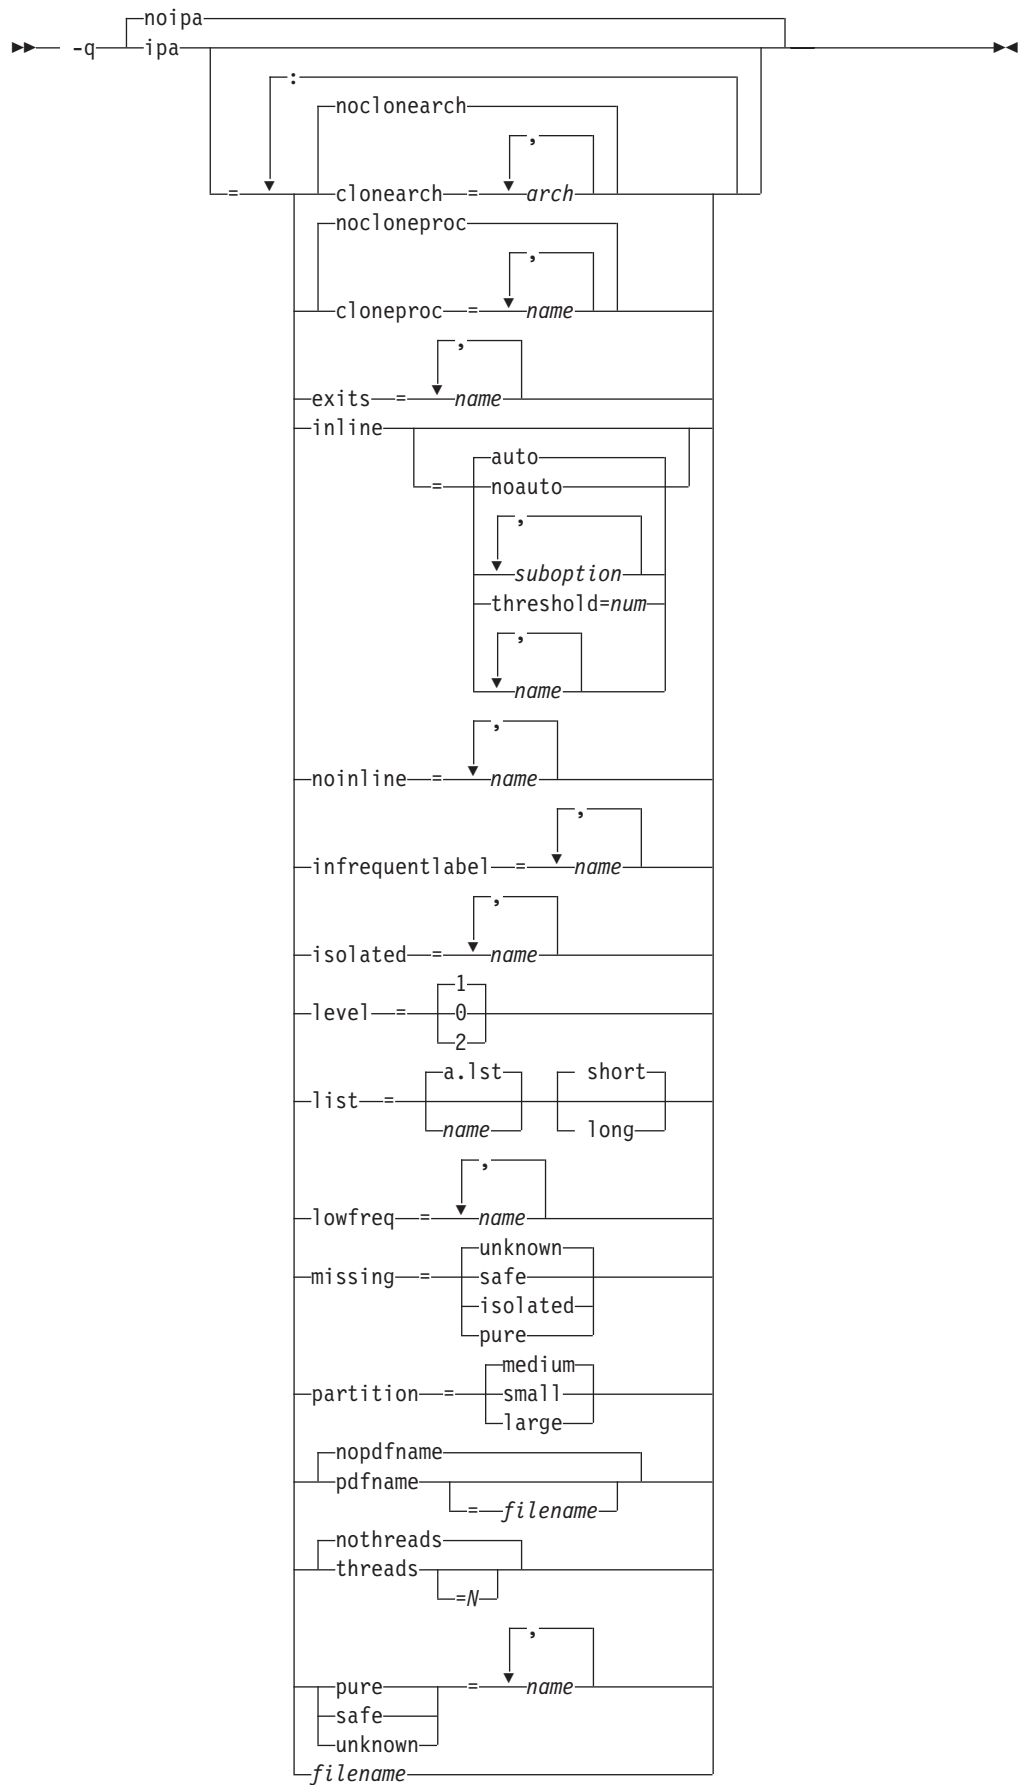 noipa
-q ipa
:
noclonearch
,
= clonearch = arch
nocloneproc
,
cloneproc = name
,
exits = name
inline
auto
= noauto
,
suboption
threshold=num
,
name
,
noinline = name
,
infrequentlabel = name
,
isolated = name
1
level = 0
2
a.lst short
list =
name long
,
lowfreq = name
unknown
missing = safe
isolated
pure
medium
partition = small
large
nopdfname
pdfname
= filename
nothreads
threads
=N
,
pure = name
safe
unknown
filename